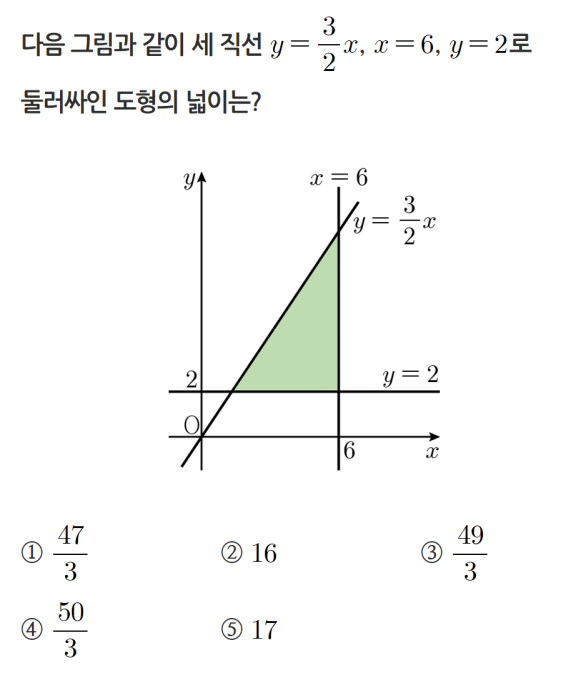 다음 그림과 같이 세 직선 y = 3/2 x, x = 6, y = 2로
둘러싸인 도형의 넓이는?
y
x = 6
y = 3/2 x
2
y = 2
O
6
x
① 47/3 ② 16 ③ 49/3
④ 50/3 ⑤ 17